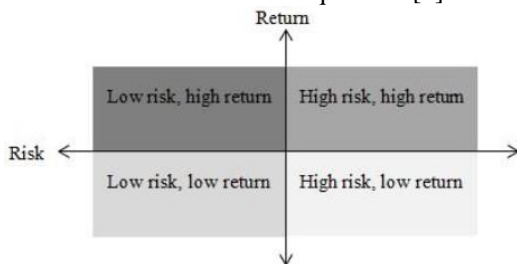 Return
Low risk, high return
High risk, high return
Risk
Low risk, low return
High risk, low return